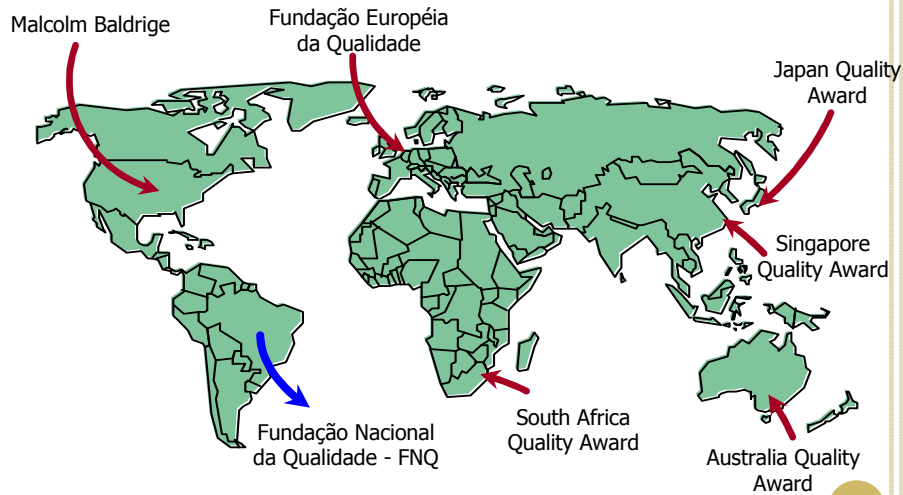 Malcolm Baldrige
Fundação Européia
da Qualidade
Japan Quality
Award
Singapore
Quality Award
South Africa
Quality Award
Fundação Nacional
da Qualidade - FNQ
Australia Quality
Award